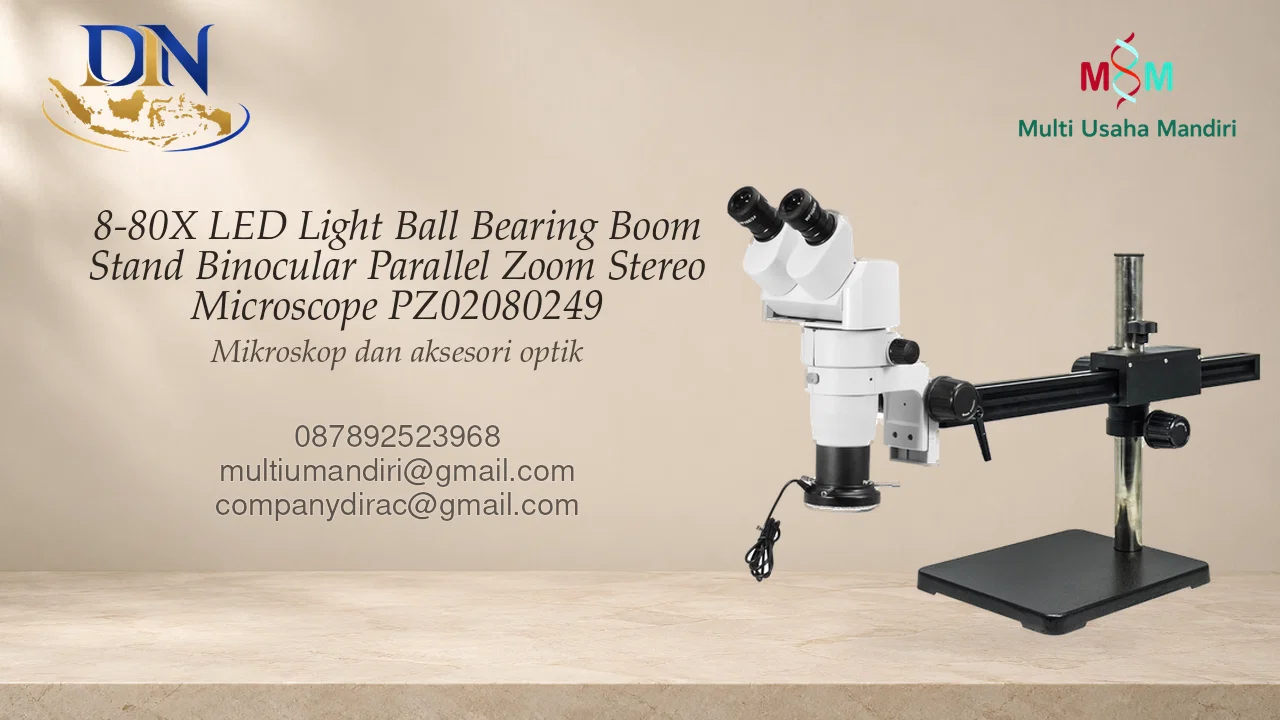 DN
M M
Multi Usaha Mandiri
8-80X LED Light Ball Bearing Boom
Stand Binocular Parallel Zoom Stereo
Microscope PZ02080249
Mikroskop dan aksesori optik
087892523968
multiumandiri@gmail.com
companydirac@gmail.com